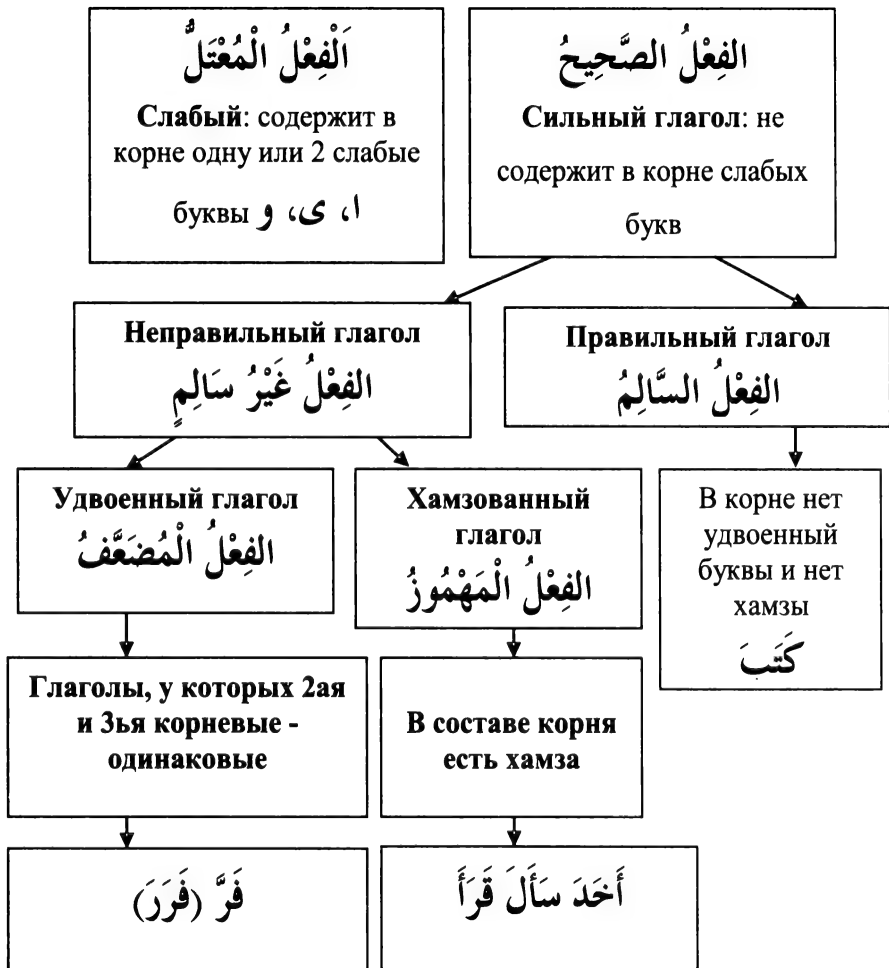 اَلْفِعْلُ الْمُعْتَلُّ
Слабый: содержит в
корне одну или 2 слабые
буквы ا، ى، و
الفِعْلُ الصَّحِيحُ
Сильный глагол: не
содержит в корне слабых
букв
Неправильный глагол
الفِعْلُ غَيْرُ سَالِمٍ
Правильный глагол
الفِعْلُ السَّالِمُ
Удвоенный глагол
الفِعْلُ الْمُضَعَّفُ
Хамзованный
глагол
الفِعْلُ الْمَهْمُوزُ
В корне нет
удвоенный
буквы и нет
хамзы
كَتَبَ
Глаголы, у которых 2ая
и 3ья корневые -
одинаковые
В составе корня
есть хамза
فَرَّ (فَرَرَ)
أَخَدَ سَأَلَ قَرَأَ